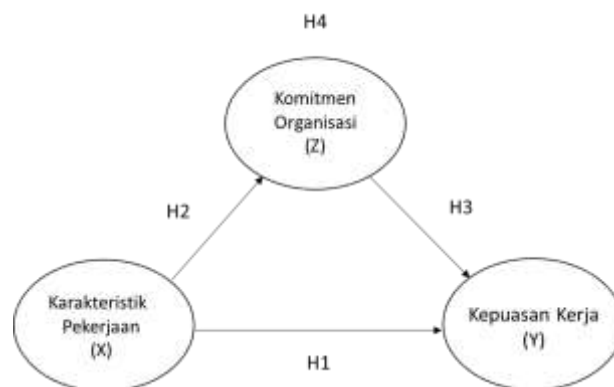 H4
Komitmen
Organisasi
(Z)
H2
H3
Karakteristik
Pekerjaan
(X)
Kepuasan Kerja
(Y)
H1